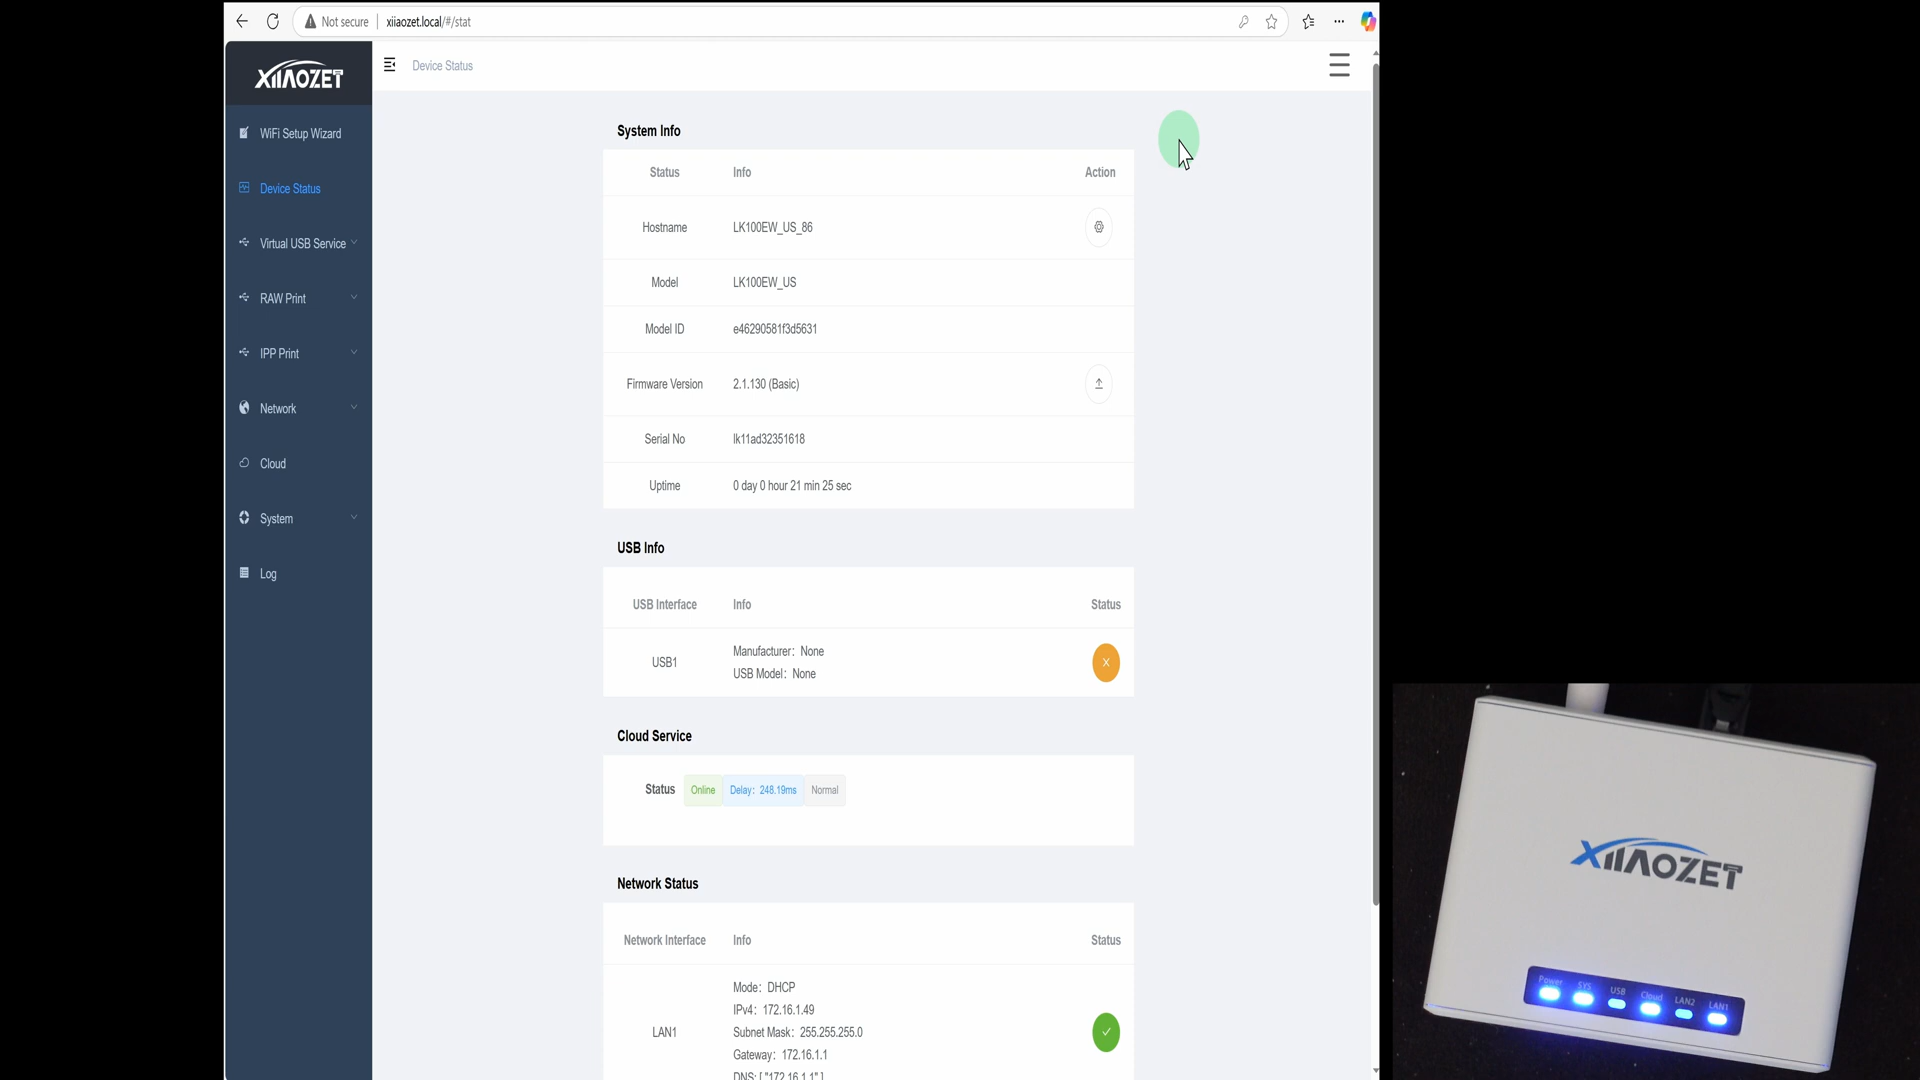 Not secure
xiiaozet.local/#/stat
XIIAOZET
Device Status
WiFi Setup Wizard
Device Status
Virtual USB Service
RAW Print
IPP Print
Network
Cloud
System
Log
System Info
Status Info Action
Hostname LK100EW_US_86
Model LK100EW_US
Model ID e46290581f3d5631
Firmware Version 2.1.130 (Basic)
Serial No lk11ad32351618
Uptime 0 day 0 hour 21 min 25 sec
USB Info
USB Interface Info Status
USB1
Manufacturer: None
USB Model: None
X
Cloud Service
Status Online Delay: 248.19ms Normal
Network Status
Network Interface Info Status
LAN1
Mode: DHCP
IPv4: 172.16.1.49
Subnet Mask: 255.255.255.0
Gateway: 172.16.1.1
DNS: [ "172.16.1.1" ]
XIIAOZET
Power SYS USB Cloud LAN2 LAN1